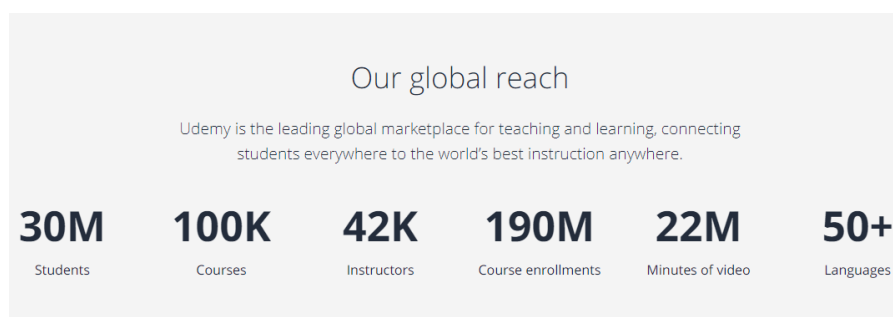 Our global reach
Udemy is the leading global marketplace for teaching and learning, connecting
students everywhere to the world's best instruction anywhere.
30M 100K 42K 190M 22M 50+
Students Courses Instructors Course enrollments Minutes of video Languages